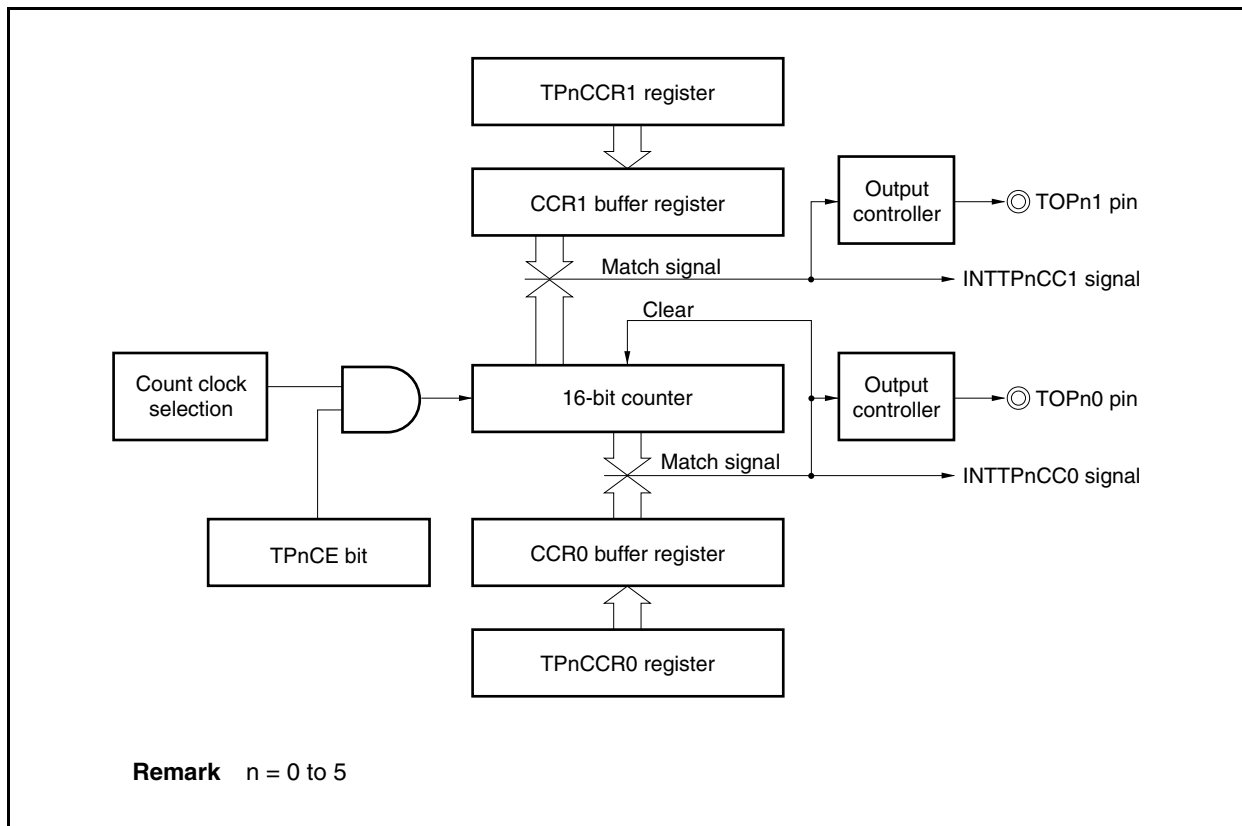 TPnCCR1 register
CCR1 buffer register
Output
controller
TOPn1 pin
Match signal
INTTPnCC1 signal
Clear
Count clock
selection
16-bit counter
Output
controller
TOPn0 pin
Match signal
INTTPnCC0 signal
TPnCE bit
CCR0 buffer register
TPnCCR0 register
Remark n = 0 to 5